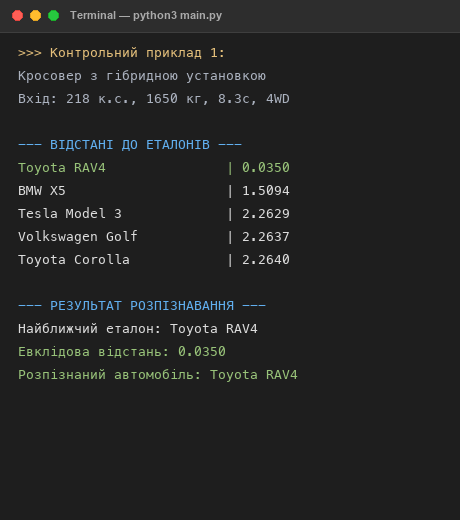 Terminal — python3 main.py
>>> Контрольний приклад 1:
Кросовер з гібридною установкою
Вхід: 218 к.с., 1650 кг, 8.3с, 4WD
--- ВІДСТАНІ ДО ЕТАЛОНІВ ---
Toyota RAV4 | 0.0350
BMW X5 | 1.5094
Tesla Model 3 | 2.2629
Volkswagen Golf | 2.2637
Toyota Corolla | 2.2640
--- РЕЗУЛЬТАТ РОЗПІЗНАВАННЯ ---
Найближчий еталон: Toyota RAV4
Евклідова відстань: 0.0350
Розпізнаний автомобіль: Toyota RAV4